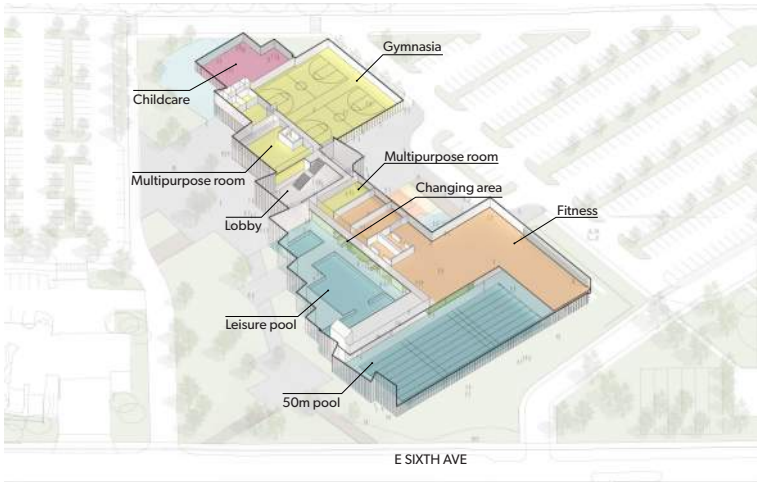 Gymnasia
Childcare
Multipurpose room
Multipurpose room
Changing area
Lobby
Fitness
Leisure pool
50m pool
E SIXTH AVE